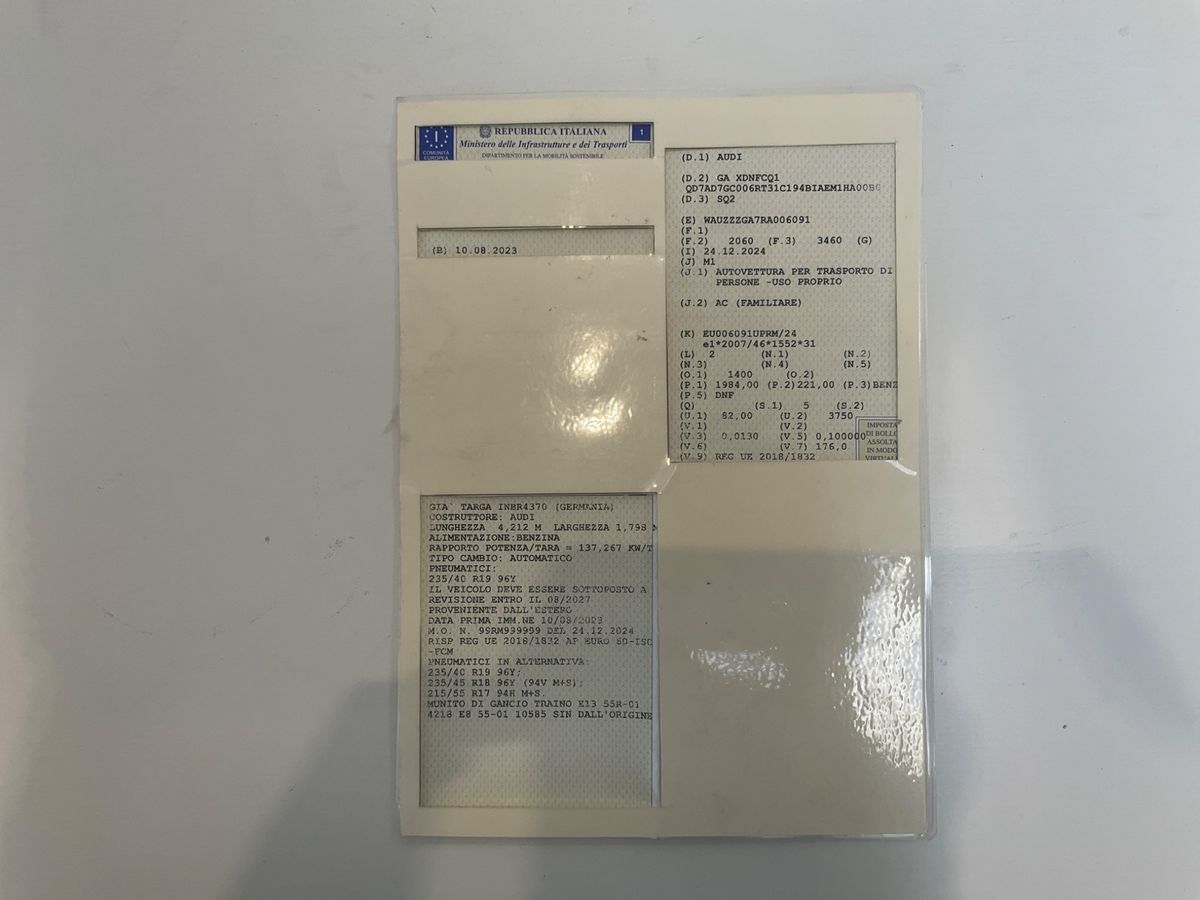 COMUNITÀ
EUROPEA
I
REPUBBLICA ITALIANA
1
Ministero delle Infrastrutture e dei Trasporti
DIPARTIMENTO PER LA MOBILITÀ SOSTENIBILE
(B) 10.08.2023
(D.1) AUDI
(D.2) GA XDNFCQ1
QD7AD7GC006RT31C194BIAEM1HA00B0
(D.3) SQ2
(E) WAUZZZGA7RA006091
(F.1)
(F.2) 2060 (F.3) 3460 (G)
(I) 24.12.2024
(J) M1
(J.1) AUTOVETTURA PER TRASPORTO DI
PERSONE -USO PROPRIO
(J.2) AC (FAMILIARE)
(K) EU006091UPRM/24
e1*2007/46*1552*31
(L) 2 (N.1) (N.2)
(N.3) (N.4) (N.5)
(O.1) 1400 (O.2)
(P.1) 1984,00 (P.2)221,00 (P.3)BENZ
(P.5) DNF
(Q) (S.1) 5 (S.2)
(U.1) 82,00 (U.2) 3750
(V.1) (V.2)
(V.3) 0,0130 (V.5) 0,100000
(V.6) (V.7) 176,0
(V.9) REG UE 2018/1832
IMPOSTA
DI BOLLO
ASSOLTA
IN MODO
VIRTUAL
GIA` TARGA INBR4370 (GERMANIA)
COSTRUTTORE: AUDI
LUNGHEZZA 4,212 M LARGHEZZA 1,798 M
ALIMENTAZIONE:BENZINA
RAPPORTO POTENZA/TARA = 137,267 KW/T
TIPO CAMBIO: AUTOMATICO
PNEUMATICI:
235/40 R19 96Y
IL VEICOLO DEVE ESSERE SOTTOPOSTO A
REVISIONE ENTRO IL 08/2027
PROVENIENTE DALL'ESTERO
DATA PRIMA IMM.NE 10/08/2023
M.O. N. 99RM999999 DEL 24.12.2024
RISP REG UE 2018/1832 AP EURO 6D-ISC
-FCM
PNEUMATICI IN ALTERNATIVA:
235/40 R19 96Y;
235/45 R18 96Y (94V M+S);
215/55 R17 94H M+S.
MUNITO DI GANCIO TRAINO E13 55R-01
4218 E8 55-01 10585 SIN DALL'ORIGINE